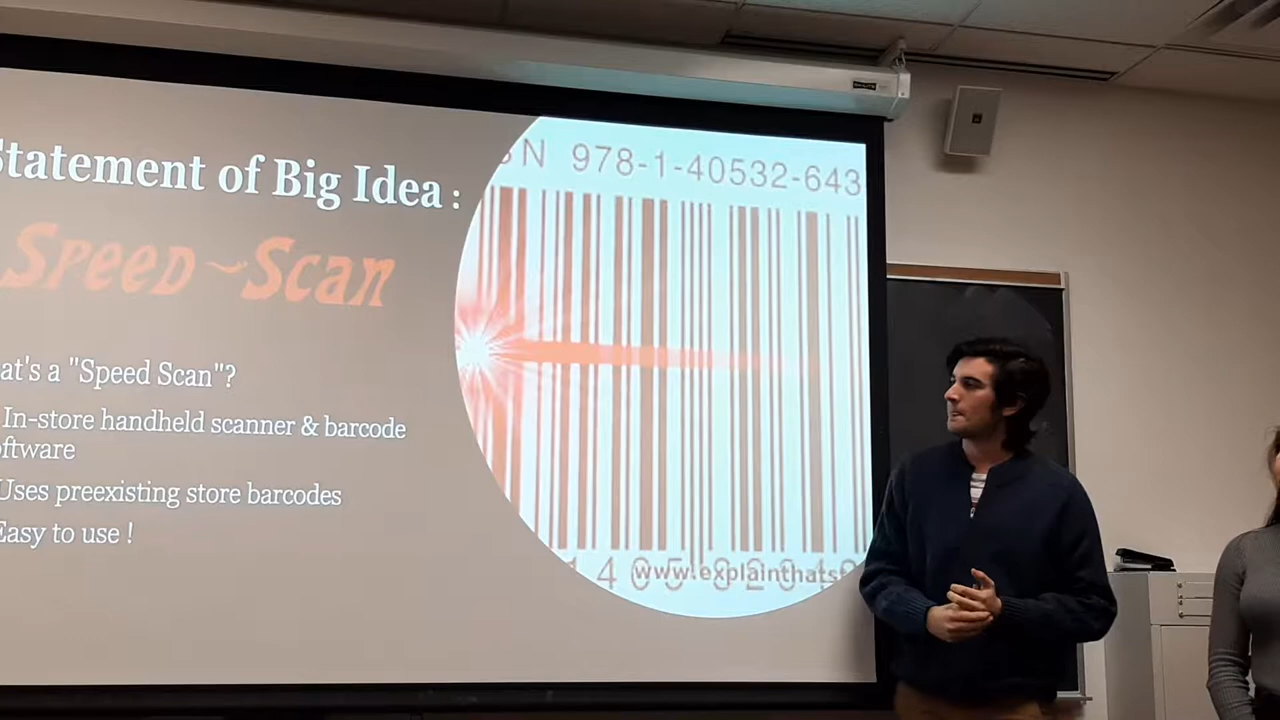 Statement of Big Idea :
Speed~Scan
at's a "Speed Scan"?
In-store handheld scanner & barcode
oftware
Uses preexisting store barcodes
Easy to use !
N 978-1-40532-643
www.explainthatst